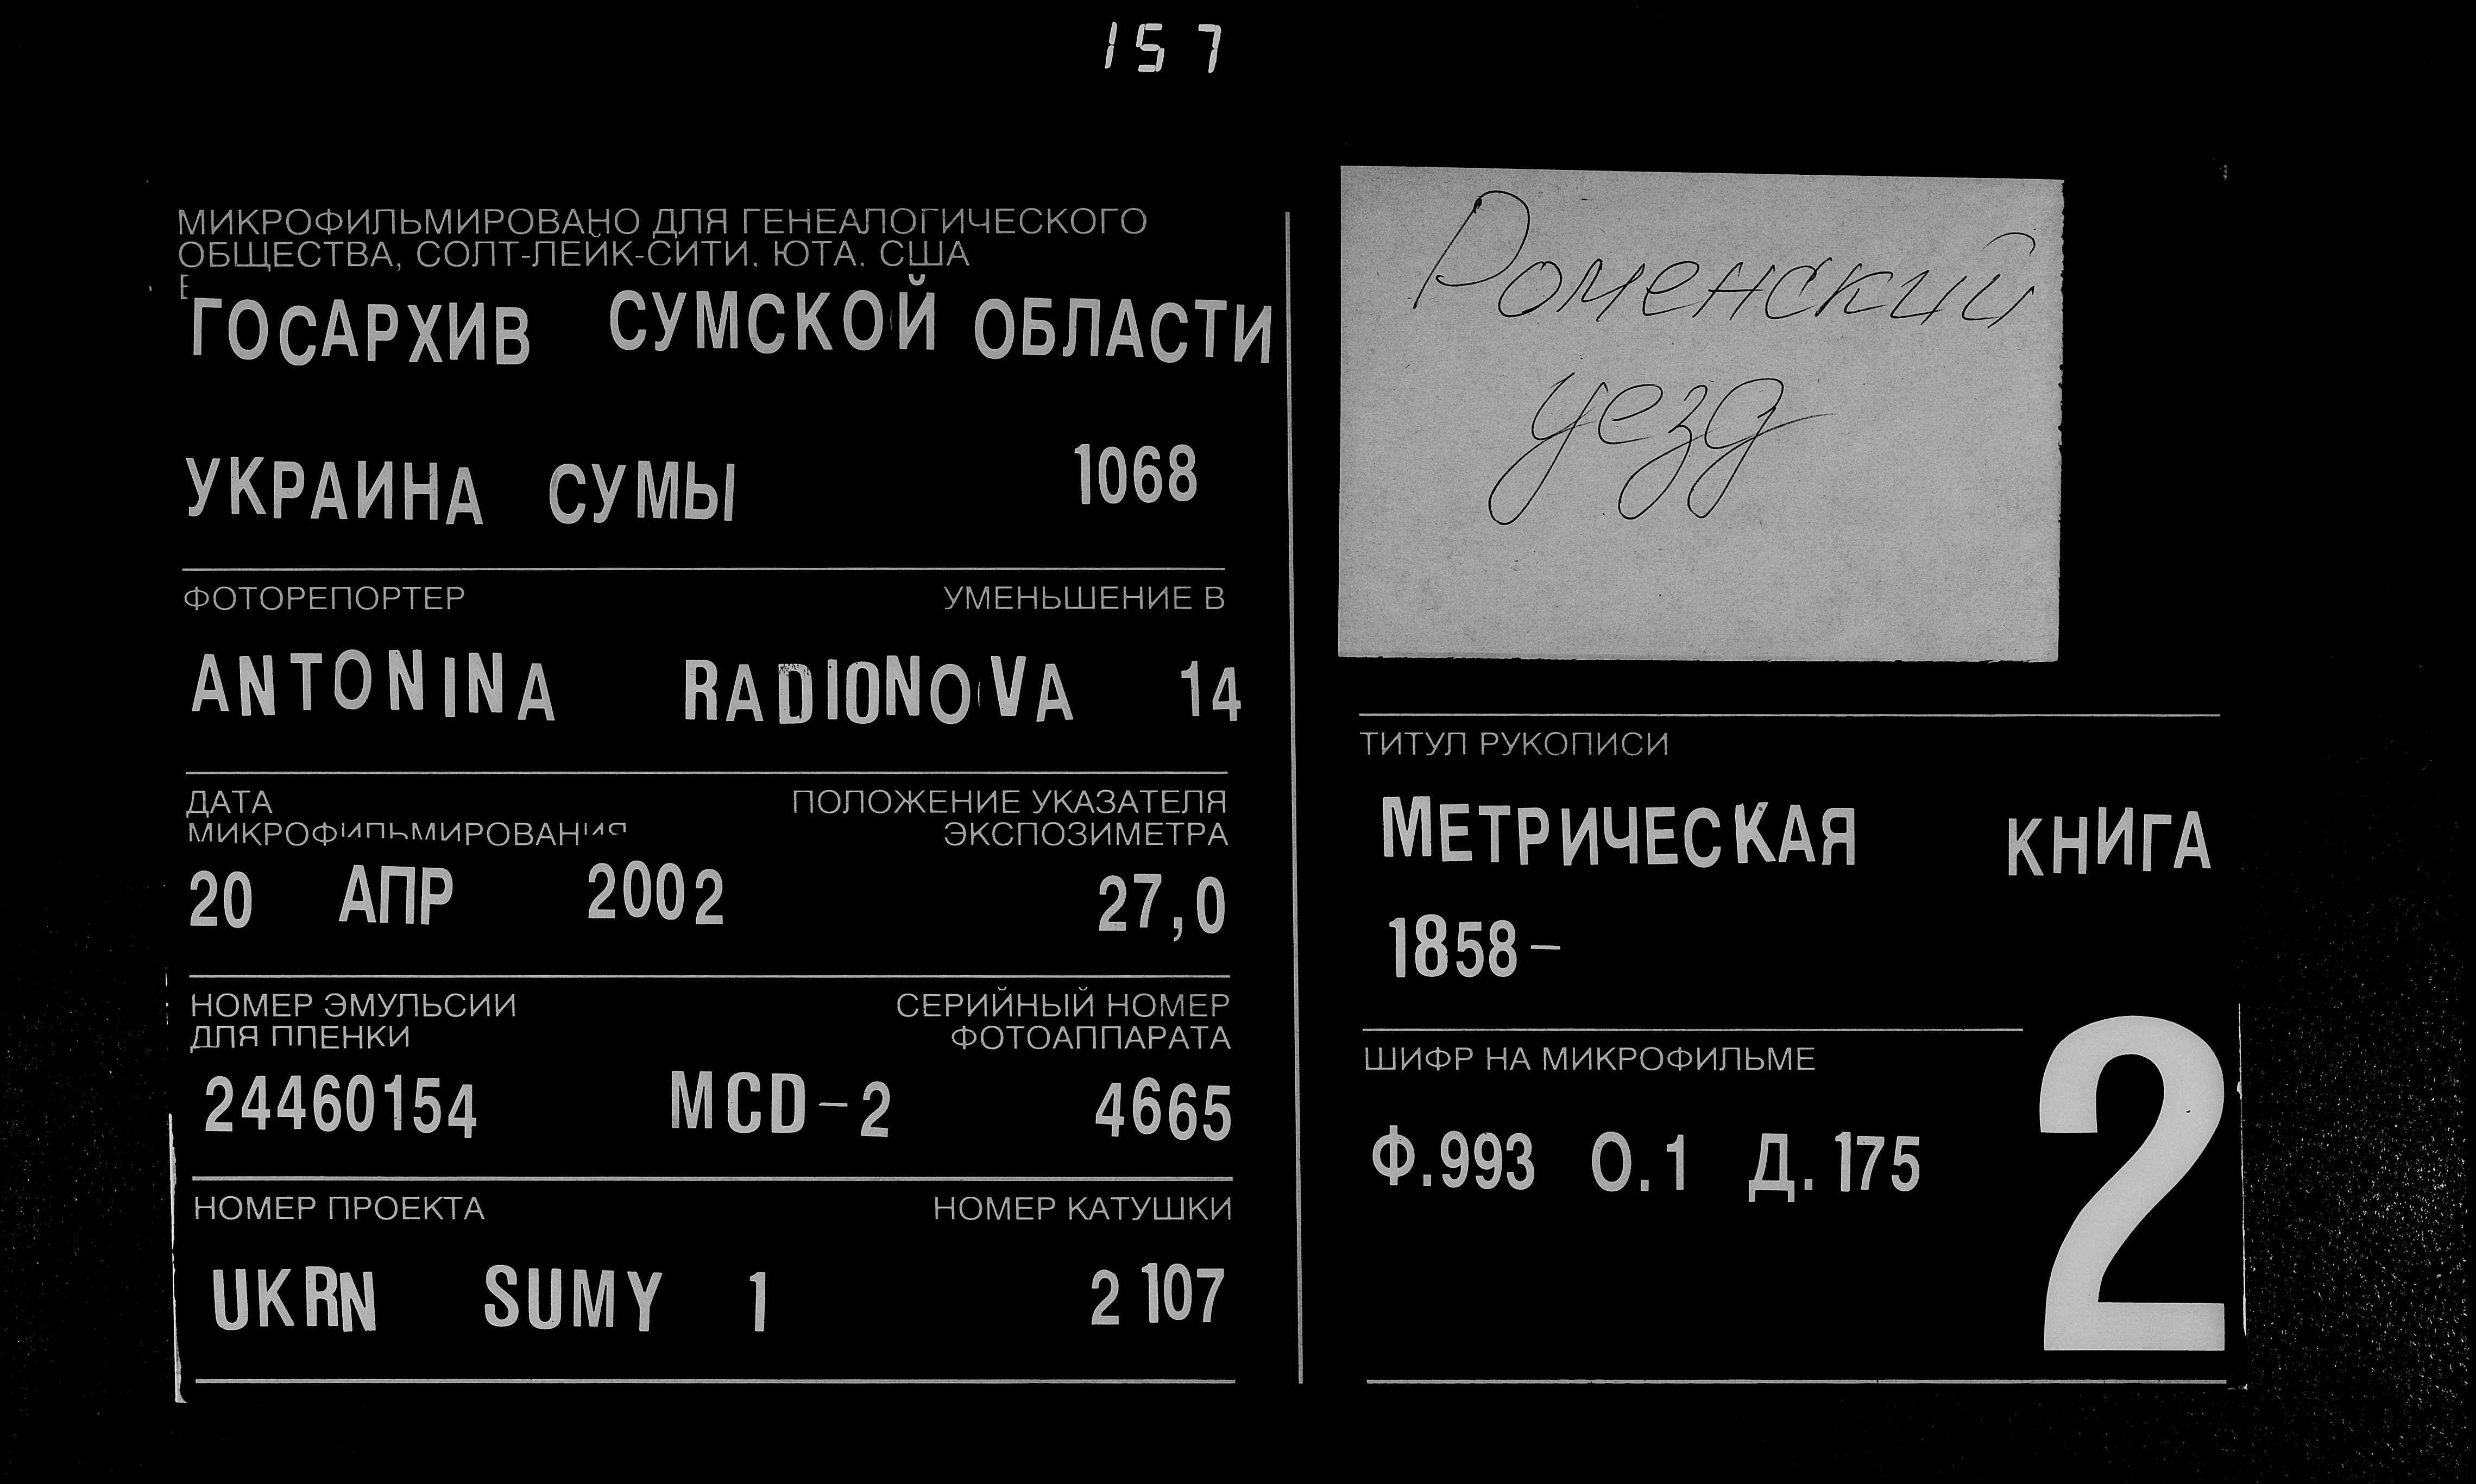 157
МИКРОФИЛЬМИРОВАНО ДЛЯ ГЕНЕАЛОГИЧЕСКОГО
ОБЩЕСТВА, СОЛТ-ЛЕЙК-СИТИ, ЮТА, США
В
ГОСАРХИВ СУМСКОЙ ОБЛАСТИ
УКРАИНА СУМЫ 1068
ФОТОРЕПОРТЕР УМЕНЬШЕНИЕ В
ANTONINA RADIONOVA 14
ДАТА ПОЛОЖЕНИЕ УКАЗАТЕЛЯ
МИКРОФИЛЬМИРОВАНИЯ ЭКСПОЗИМЕТРА
20 АПР 2002 27,0
НОМЕР ЭМУЛЬСИИ СЕРИЙНЫЙ НОМЕР
ДЛЯ ПЛЕНКИ ФОТОАППАРАТА
24460154 MCD-2 4665
НОМЕР ПРОЕКТА НОМЕР КАТУШКИ
UKRN SUMY 1 2107
Роменский
уезд
ТИТУЛ РУКОПИСИ
МЕТРИЧЕСКАЯ КНИГА
1858-
ШИФР НА МИКРОФИЛЬМЕ
Ф.993 О.1 Д.175
2